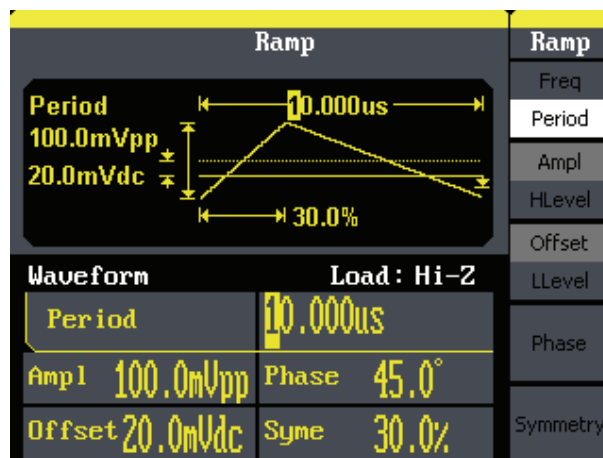 Ramp
Period
10.000us
100.0mVpp
20.0mVdc
30.0%
Waveform
Load: Hi-Z
Period
10.000us
Ampl
100.0mVpp
Phase
45.0°
Offset
20.0mVdc
Syme
30.0%
Ramp
Freq
Period
Ampl
HLevel
Offset
LLevel
Phase
Symmetry